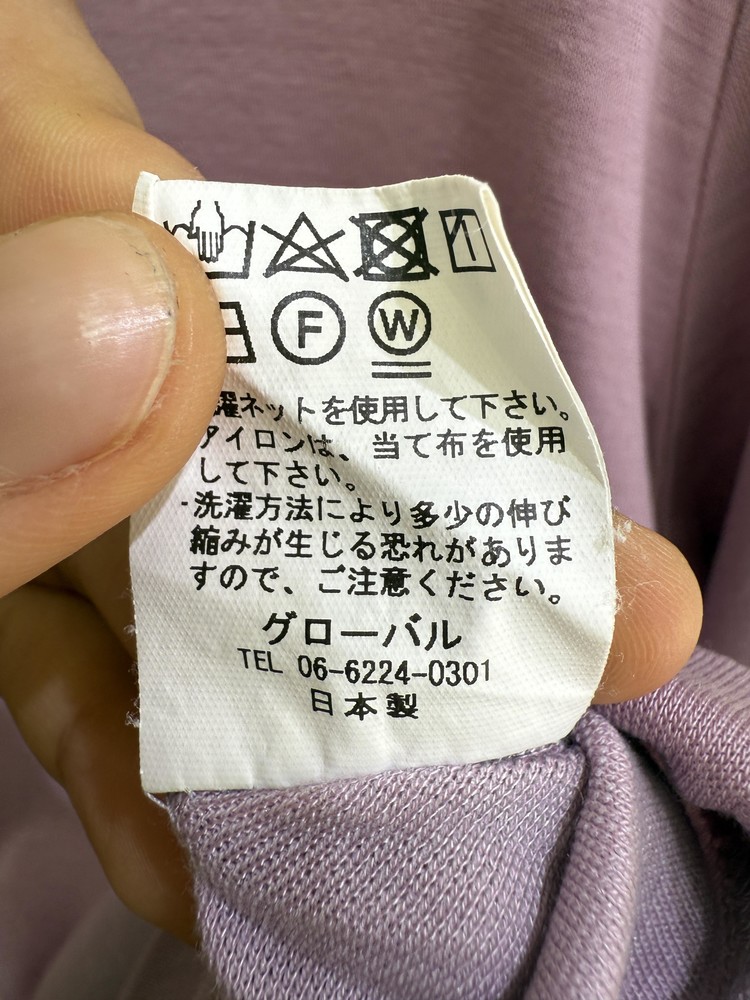 F W
濯ネットを使用して下さい。
アイロンは、当て布を使用
して下さい。
・洗濯方法により多少の伸び
縮みが生じる恐れがありま
すので、ご注意ください。
グローバル
TEL 06-6224-0301
日本製